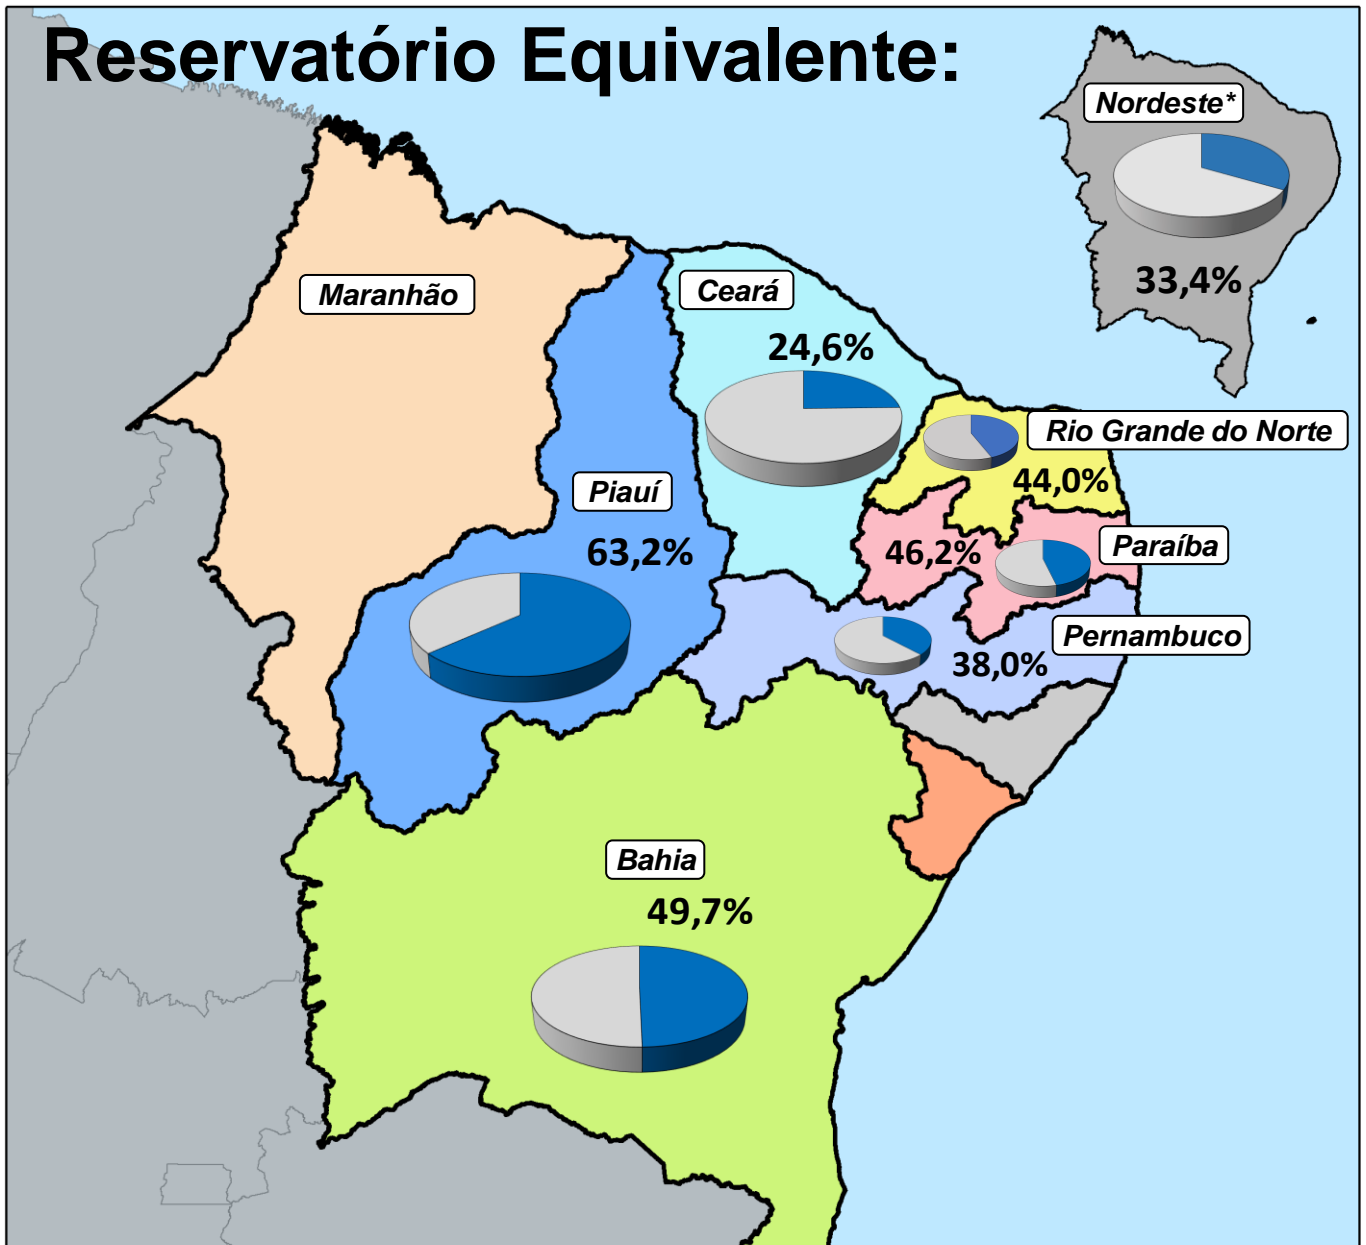 Reservatório Equivalente:
Nordeste*
33,4%
Maranhão
Ceará
24,6%
Rio Grande do Norte
44,0%
Piauí
63,2%
Paraíba
46,2%
Pernambuco
38,0%
Bahia
49,7%